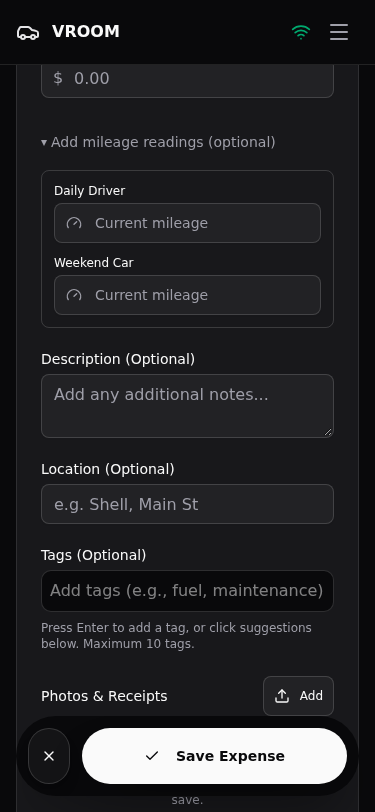 VROOM
$ 0.00
▾ Add mileage readings (optional)
Daily Driver
Current mileage
Weekend Car
Current mileage
Description (Optional)
Add any additional notes...
Location (Optional)
e.g. Shell, Main St
Tags (Optional)
Add tags (e.g., fuel, maintenance)
Press Enter to add a tag, or click suggestions
below. Maximum 10 tags.
Photos & Receipts
Add
Save Expense
save.